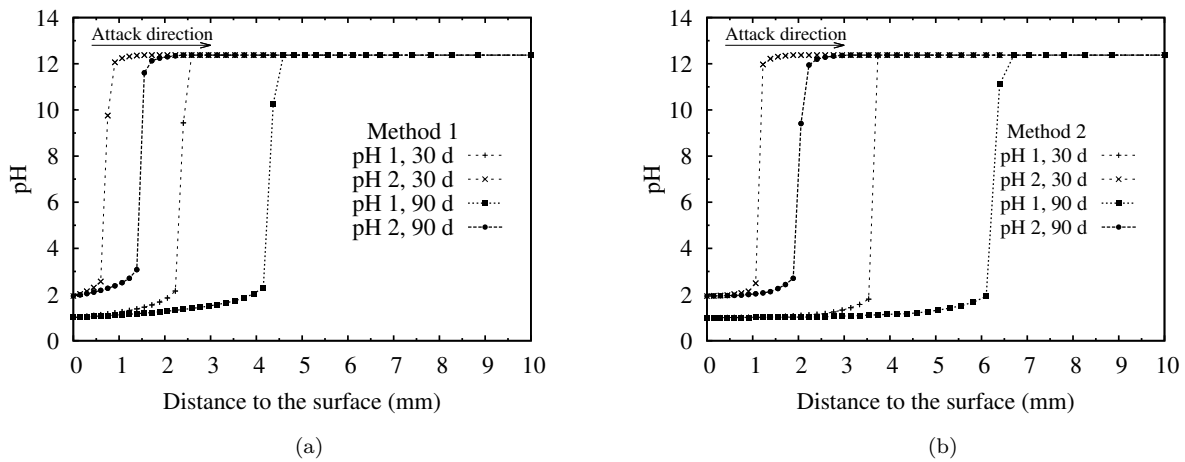 14
12
10
8
6
4
2
0
pH
Attack direction
Method 1
pH 1, 30 d
pH 2, 30 d
pH 1, 90 d
pH 2, 90 d
0 1 2 3 4 5 6 7 8 9 10
Distance to the surface (mm)
(a)
14
12
10
8
6
4
2
0
pH
Attack direction
Method 2
pH 1, 30 d
pH 2, 30 d
pH 1, 90 d
pH 2, 90 d
0 1 2 3 4 5 6 7 8 9 10
Distance to the surface (mm)
(b)